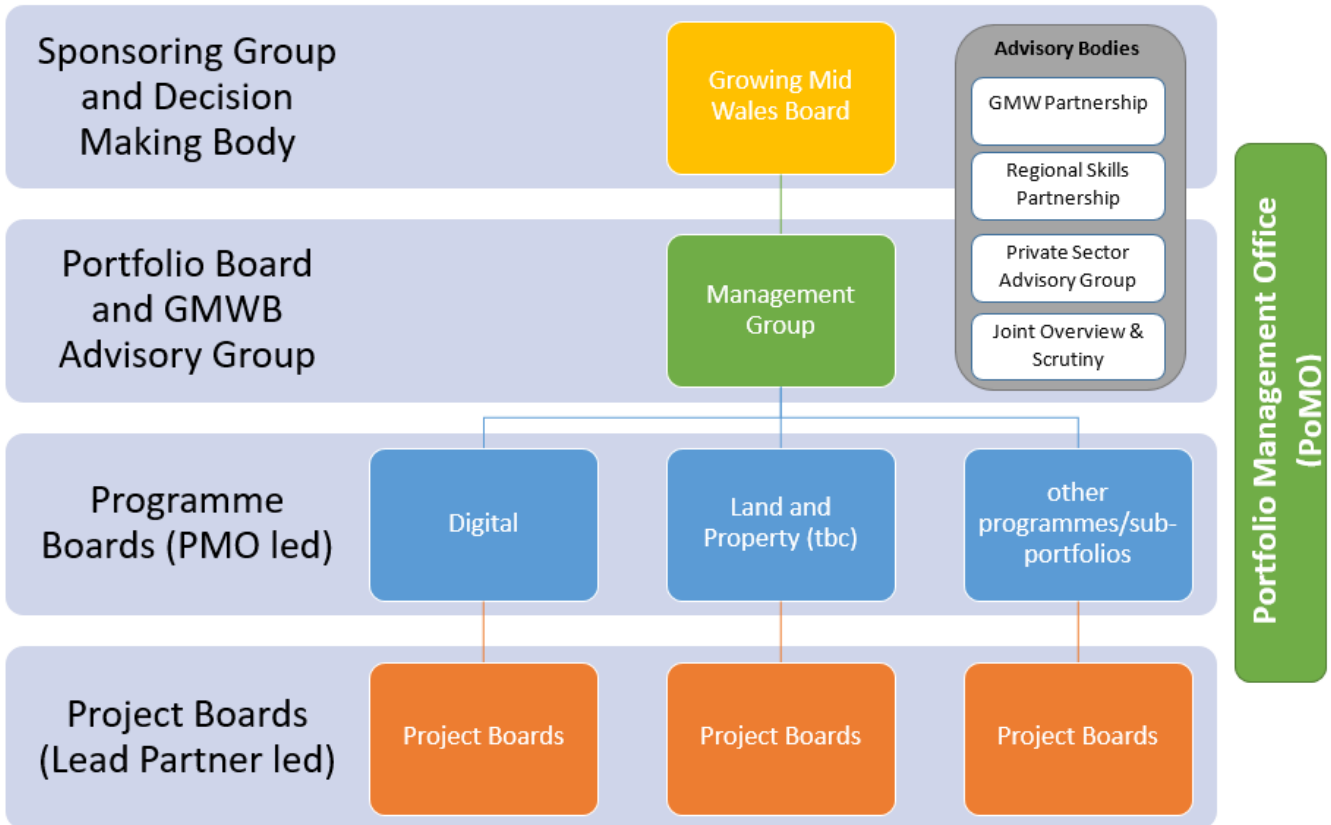 Sponsoring Group
and Decision
Making Body
Growing Mid
Wales Board
Advisory Bodies
GMW Partnership
Regional Skills
Partnership
Private Sector
Advisory Group
Joint Overview &
Scrutiny
Portfolio Board
and GMWB
Advisory Group
Management
Group
Programme
Boards (PMO led)
Digital
Land and
Property (tbc)
other
programmes/sub-
portfolios
Project Boards
(Lead Partner led)
Project Boards
Project Boards
Project Boards
Portfolio Management Office
(PoMO)